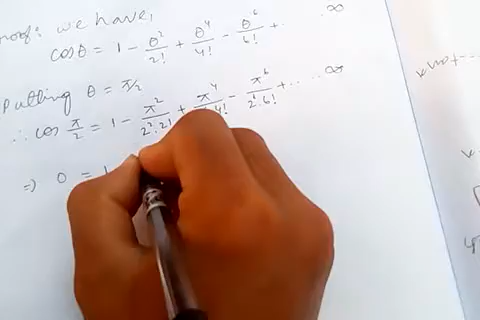 Proof: we have,
cosθ = 1 - θ²/2! + θ⁴/4! - θ⁶/6! + ... ∞
Putting θ = π/2
∴ cos π/2 = 1 - π²/2²·2! + π⁴/4! - π⁶/2⁶·6! + ... ∞
⇒ 0 = 1